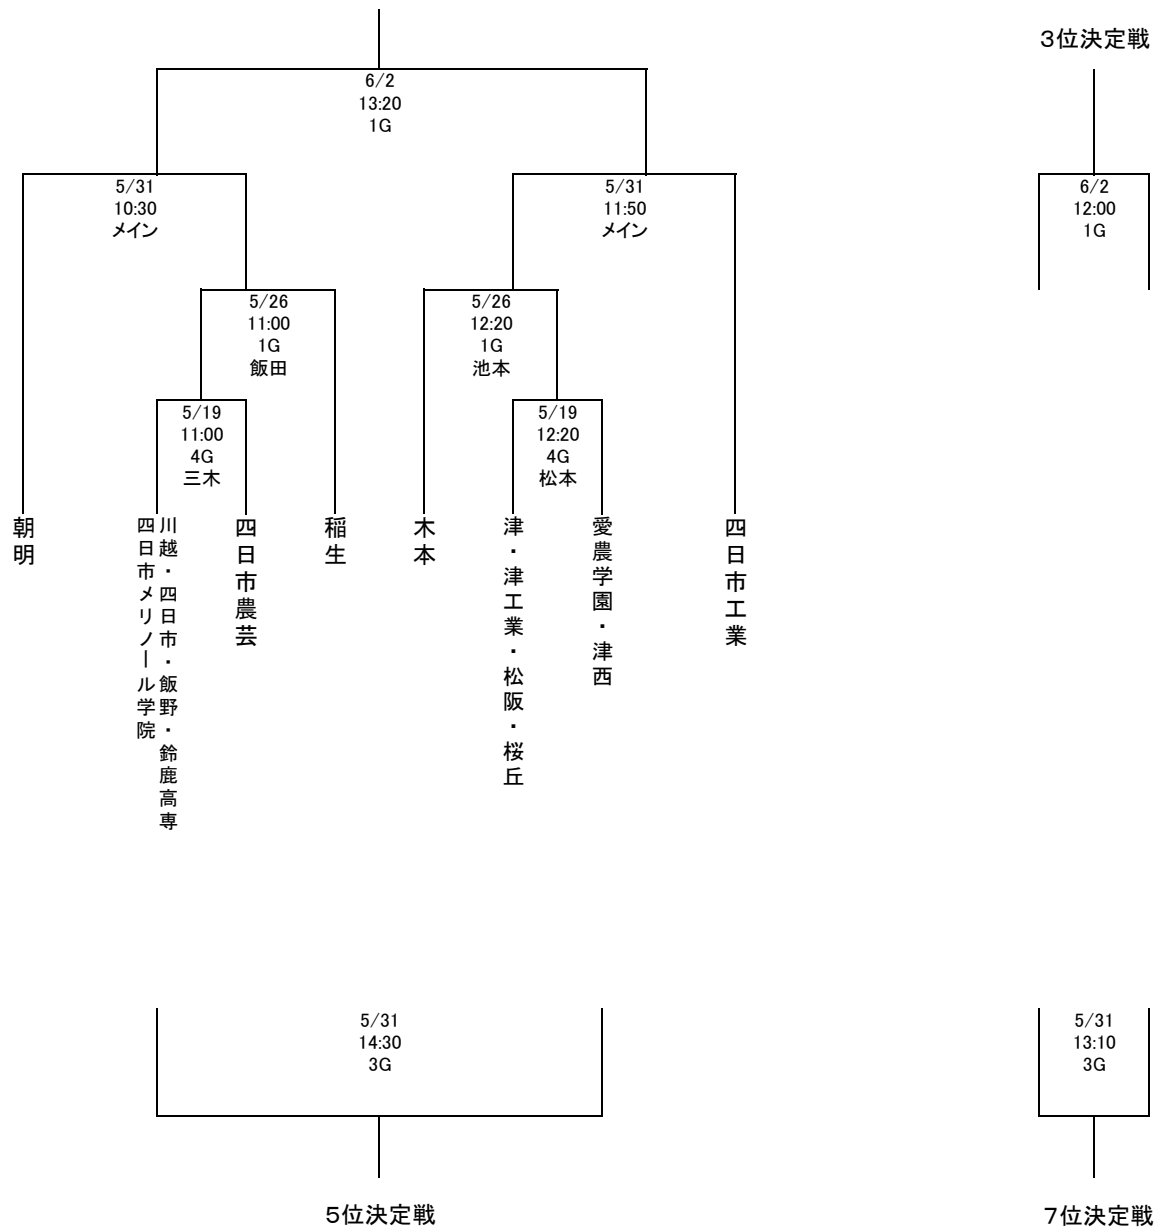 3位決定戦
6/2
13:20
1G
5/31
10:30
メイン
5/31
11:50
メイン
6/2
12:00
1G
5/26
11:00
1G
飯田
5/26
12:20
1G
池本
5/19
11:00
4G
三木
5/19
12:20
4G
松本
朝明
川越・四日市・飯野・鈴鹿高専
四日市メリノール学院
四日市農芸
稲生
木本
津・津工業・松阪・桜丘
愛農学園・津西
四日市工業
5/31
14:30
3G
5/31
13:10
3G
5位決定戦
7位決定戦